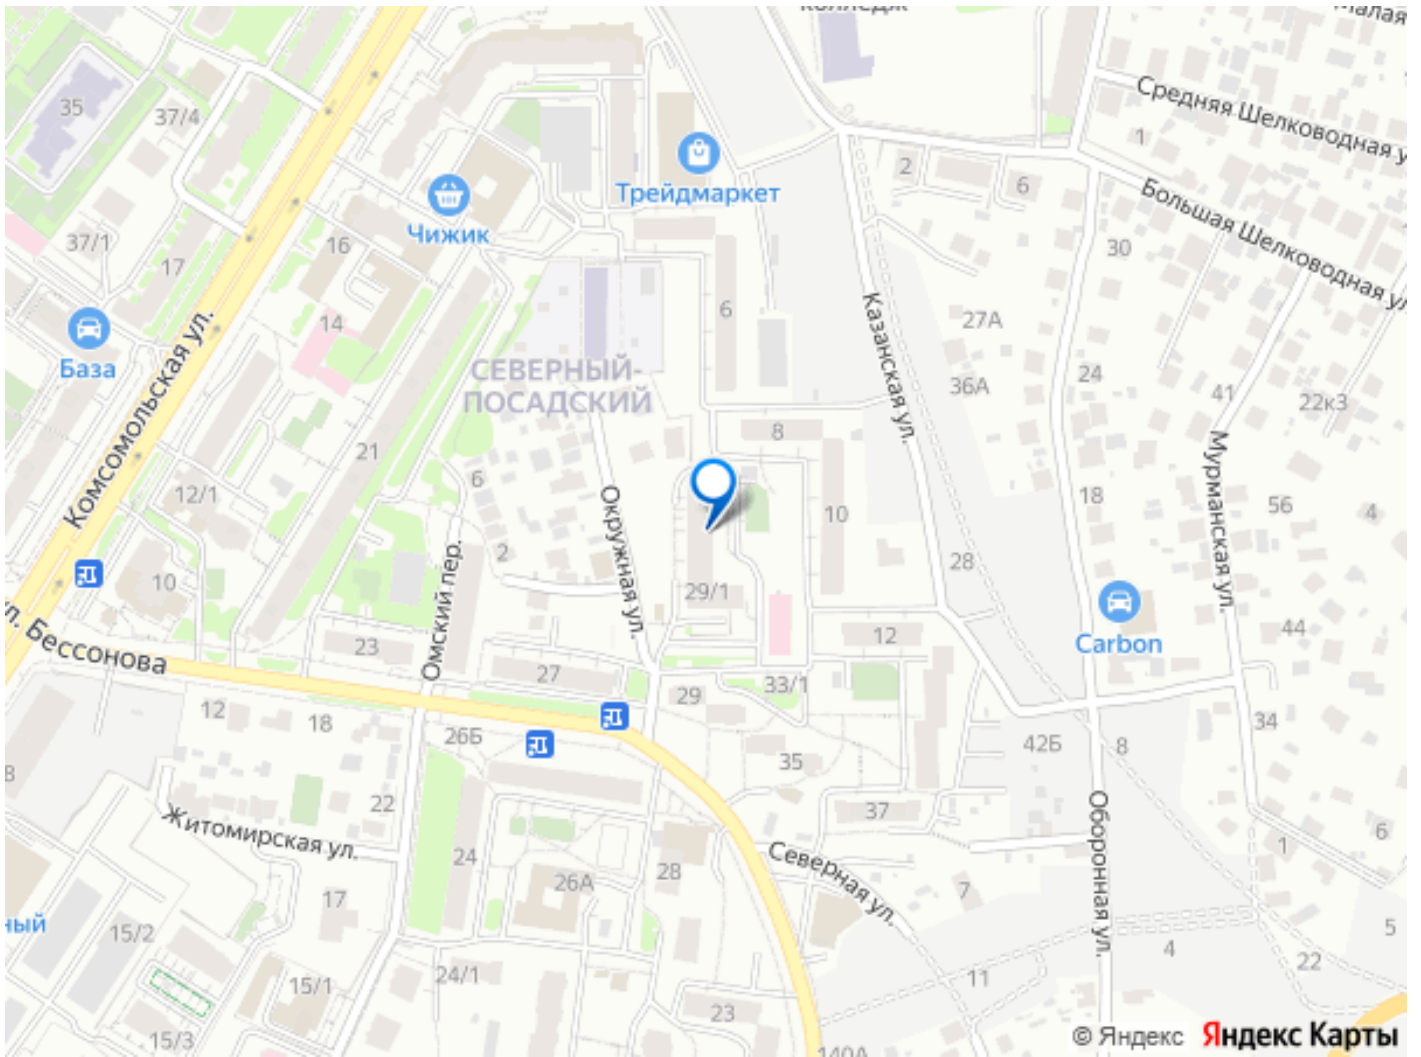 колледж
Малая
35
37/4
Средняя Шелководная у
1
Трейдмаркет
2
6
Большая Шелководная ул
Чижик
37/1
17
16
30
База
14
6
Казанская ул.
27А
СЕВЕРНЫЙ-
ПОСАДСКИЙ
36А
24
41
22к3
Комсомольская ул.
21
8
12/1
6
Окружная ул.
10
18
Мурманская ул.
56
4
10
2
Омский пер.
29/1
28
ул. Бессонова
23
27
12
Carbon
44
12
18
29
33/1
34
26Б
35
42Б
8
8
22
Житомирская ул.
37
Оборонная ул.
1
6
24
26А
28
Северная ул.
7
17
ный
15/2
5
4
22
24/1
11
15/1
23
15/3
140А
© Яндекс Яндекс Карты